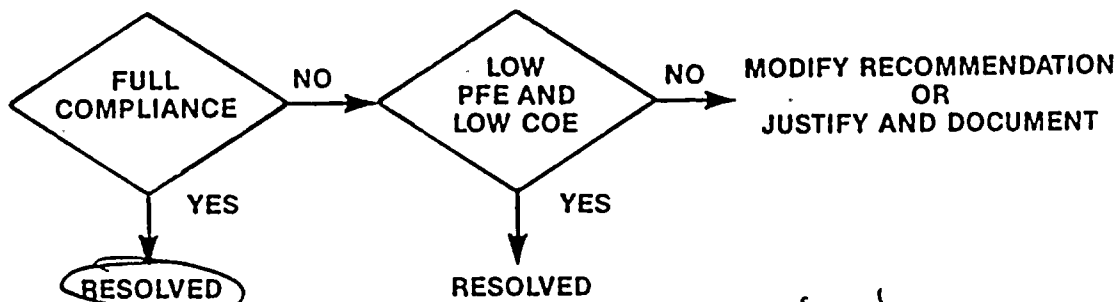 FULL
COMPLIANCE
NO
LOW
PFE AND
LOW COE
NO
MODIFY RECOMMENDATION
OR
JUSTIFY AND DOCUMENT
YES
YES
RESOLVED
RESOLVED